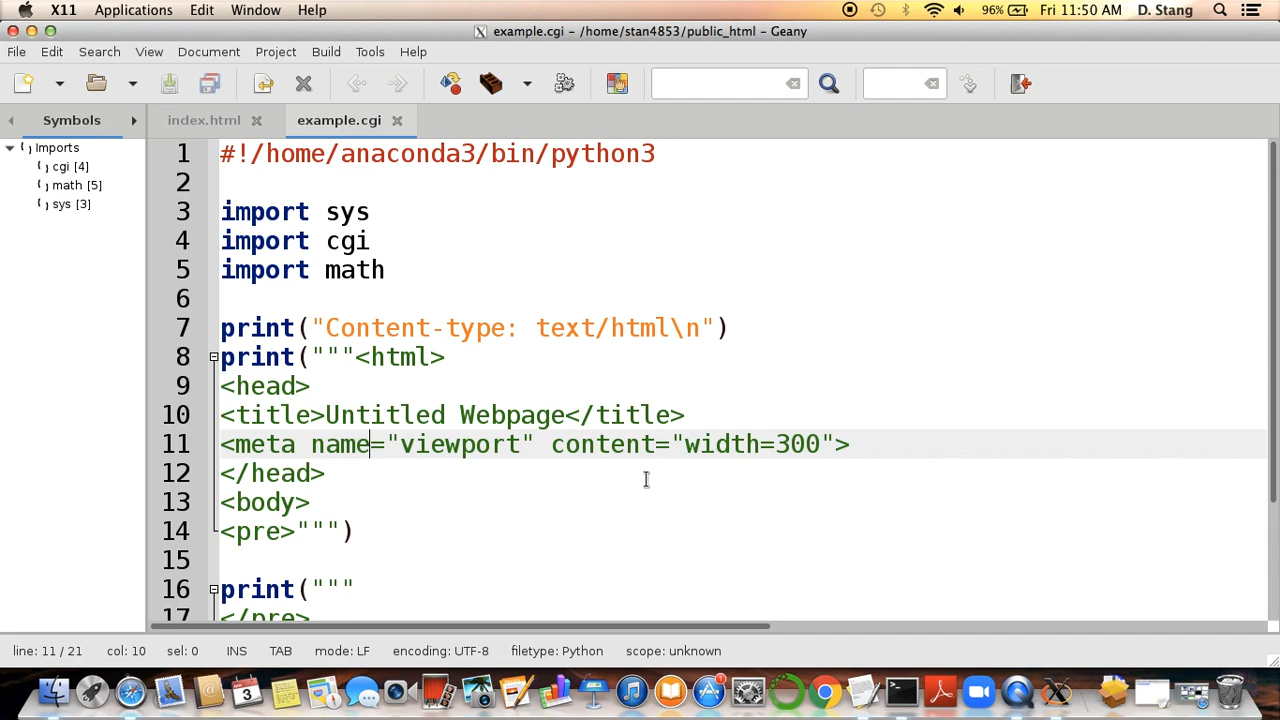 X11 Applications Edit Window Help 96% Fri 11:50 AM D. Stang
example.cgi – /home/stan4853/public_html – Geany
File Edit Search View Document Project Build Tools Help
Symbols index.html example.cgi
Imports
cgi [4]
math [5]
sys [3]
1 #!/home/anaconda3/bin/python3
2
3 import sys
4 import cgi
5 import math
6
7 print("Content-type: text/html\n")
8 print("""<html>
9 <head>
10 <title>Untitled Webpage</title>
11 <meta name="viewport" content="width=300">
12 </head>
13 <body>
14 <pre>""")
15
16 print("""
17 </pre>
line: 11 / 21 col: 10 sel: 0 INS TAB mode: LF encoding: UTF-8 filetype: Python scope: unknown